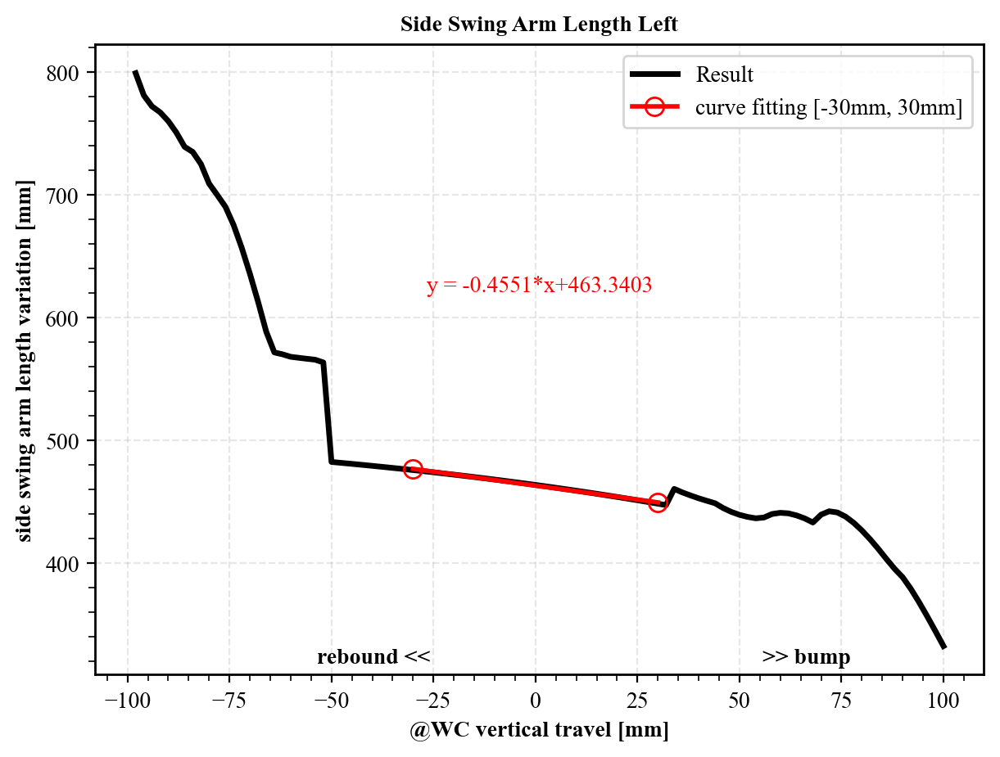 Side Swing Arm Length Left
Result
curve fitting [-30mm, 30mm]
side swing arm length variation [mm]
800
700
600
500
400
y = -0.4551*x+463.3403
rebound <<
>> bump
−100
−75
−50
−25
0
25
50
75
100
@WC vertical travel [mm]